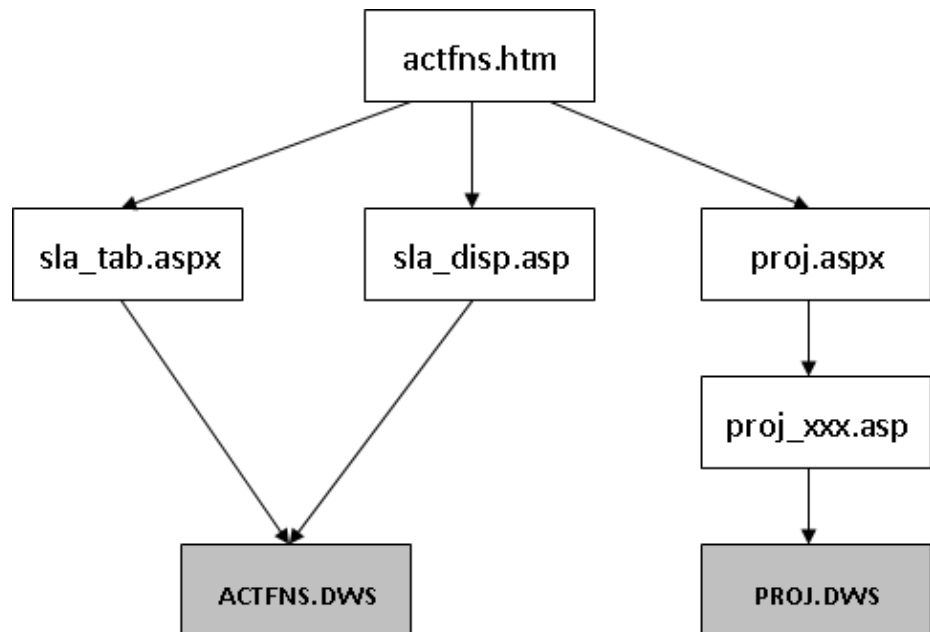 actfns.htm
sla_tab.aspx
sla_disp.asp
proj.aspx
proj_xxx.asp
ACTFNS.DWS
PROJ.DWS